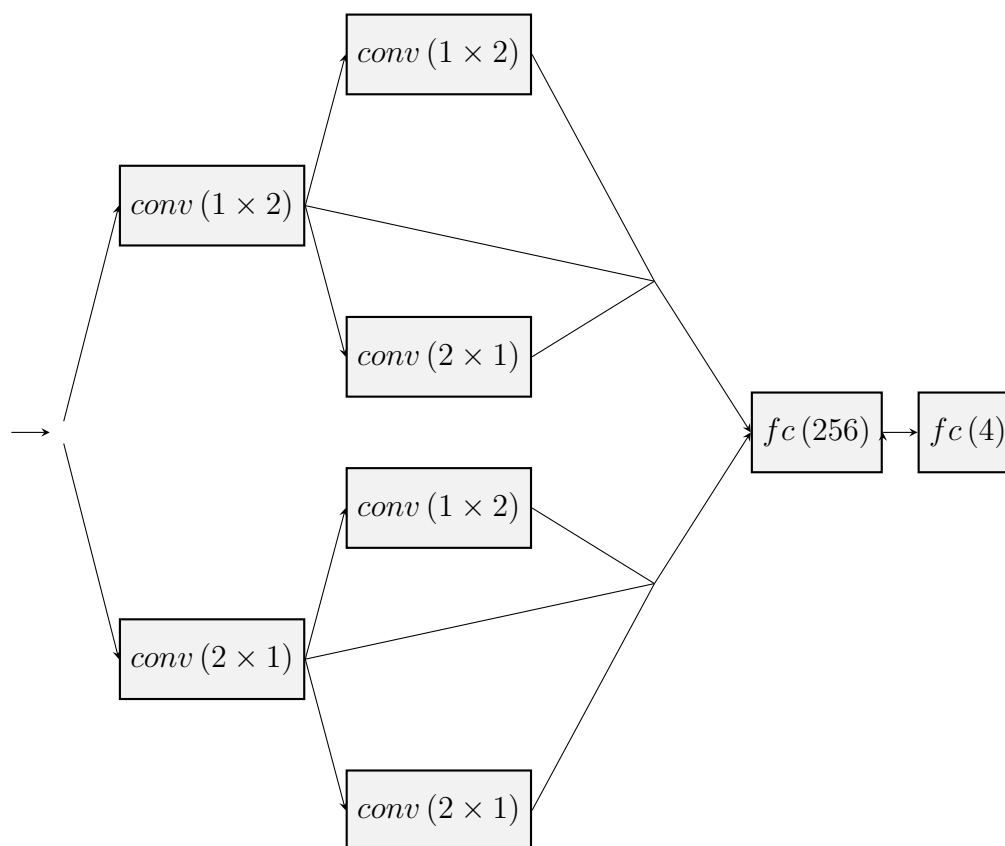 conv (1 × 2)
conv (1 × 2)
conv (2 × 1)
fc (256)
fc (4)
conv (1 × 2)
conv (2 × 1)
conv (2 × 1)